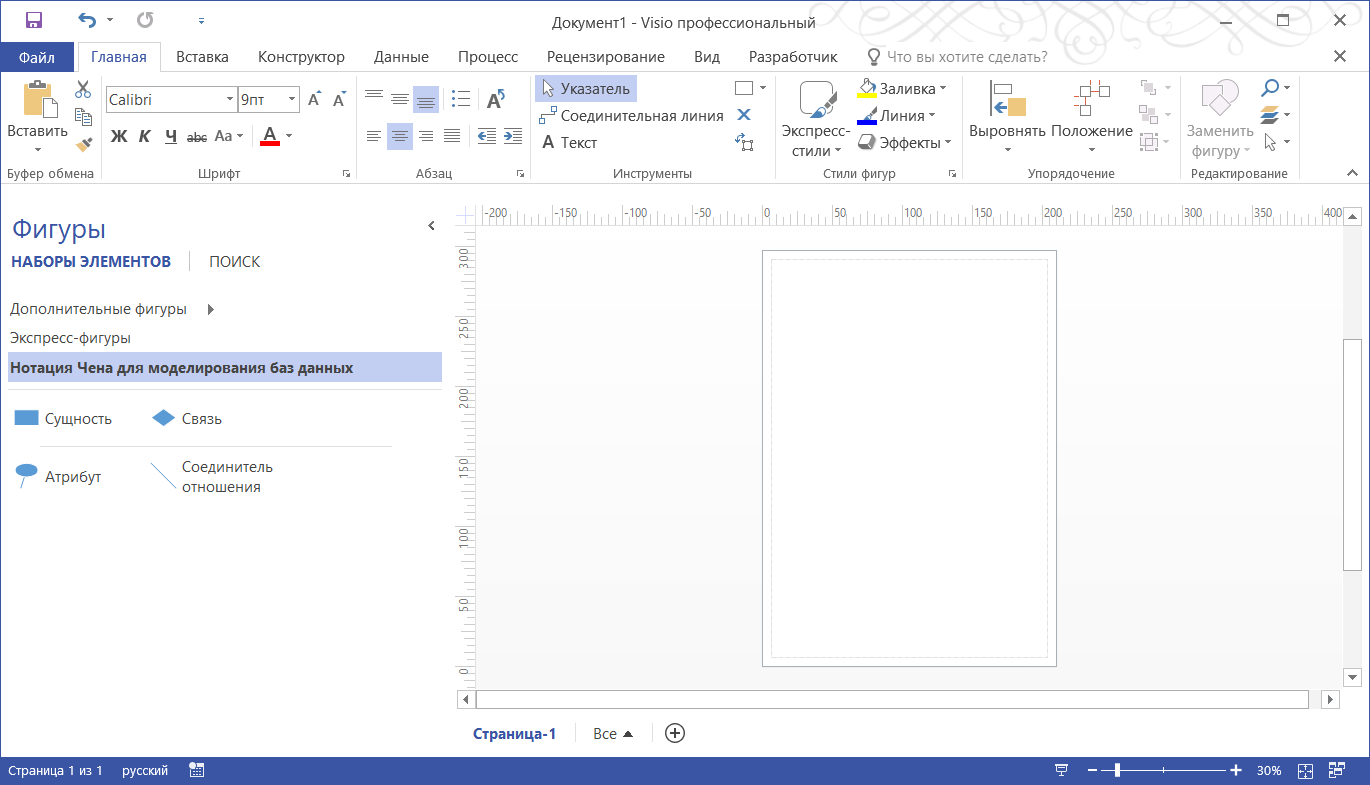 Документ1 - Visio профессиональный
Файл
Главная
Вставка
Конструктор
Данные
Процесс
Рецензирование
Вид
Разработчик
Что вы хотите сделать?
Вставить
Буфер обмена
Calibri
9пт
Ж К Ч abc Aa A
Шрифт
Абзац
Указатель
Соединительная линия
A Текст
Инструменты
Экспресс-
стили
Заливка
Линия
Эффекты
Стили фигур
Выровнять
Положение
Упорядочение
Заменить
фигуру
Редактирование
Фигуры
НАБОРЫ ЭЛЕМЕНТОВ
ПОИСК
Дополнительные фигуры
Экспресс-фигуры
Нотация Чена для моделирования баз данных
Сущность
Связь
Атрибут
Соединитель
отношения
-200 -150 -100 -50 0 50 100 150 200 250 300 350 400
300
250
200
150
100
50
0
Страница-1
Все
Страница 1 из 1
русский
30%